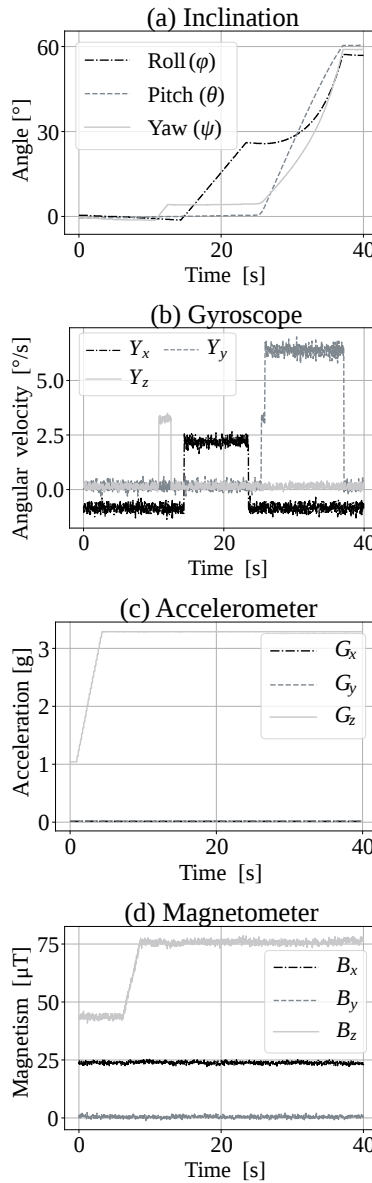 (a) Inclination
Angle [°]
60
30
0
Roll (φ)
Pitch (θ)
Yaw (ψ)
0 20 40
Time [s]
(b) Gyroscope
Angular velocity [°/s]
5.0
2.5
0.0
Yx Yy
Yz
0 20 40
Time [s]
(c) Accelerometer
Acceleration [g]
3
2
1
0
Gx
Gy
Gz
0 20 40
Time [s]
(d) Magnetometer
Magnetism [μT]
75
50
25
0
Bx
By
Bz
0 20 40
Time [s]